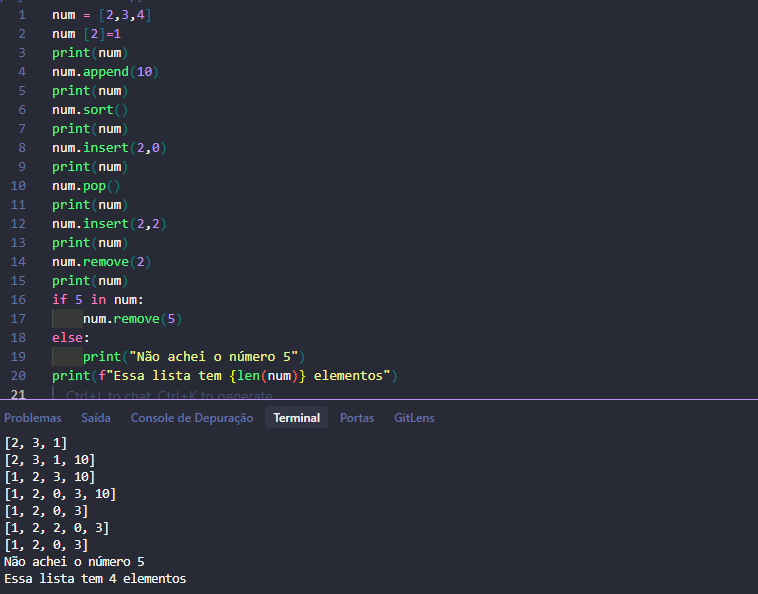 1 num = [2,3,4]
2 num [2]=1
3 print(num)
4 num.append(10)
5 print(num)
6 num.sort()
7 print(num)
8 num.insert(2,0)
9 print(num)
10 num.pop()
11 print(num)
12 num.insert(2,2)
13 print(num)
14 num.remove(2)
15 print(num)
16 if 5 in num:
17     num.remove(5)
18 else:
19     print("Não achei o número 5")
20 print(f"Essa lista tem {len(num)} elementos")
21 Ctrl+L to chat, Ctrl+K to generate
Problemas Saída Console de Depuração Terminal Portas GitLens
[2, 3, 1]
[2, 3, 1, 10]
[1, 2, 3, 10]
[1, 2, 0, 3, 10]
[1, 2, 0, 3]
[1, 2, 2, 0, 3]
[1, 2, 0, 3]
Não achei o número 5
Essa lista tem 4 elementos